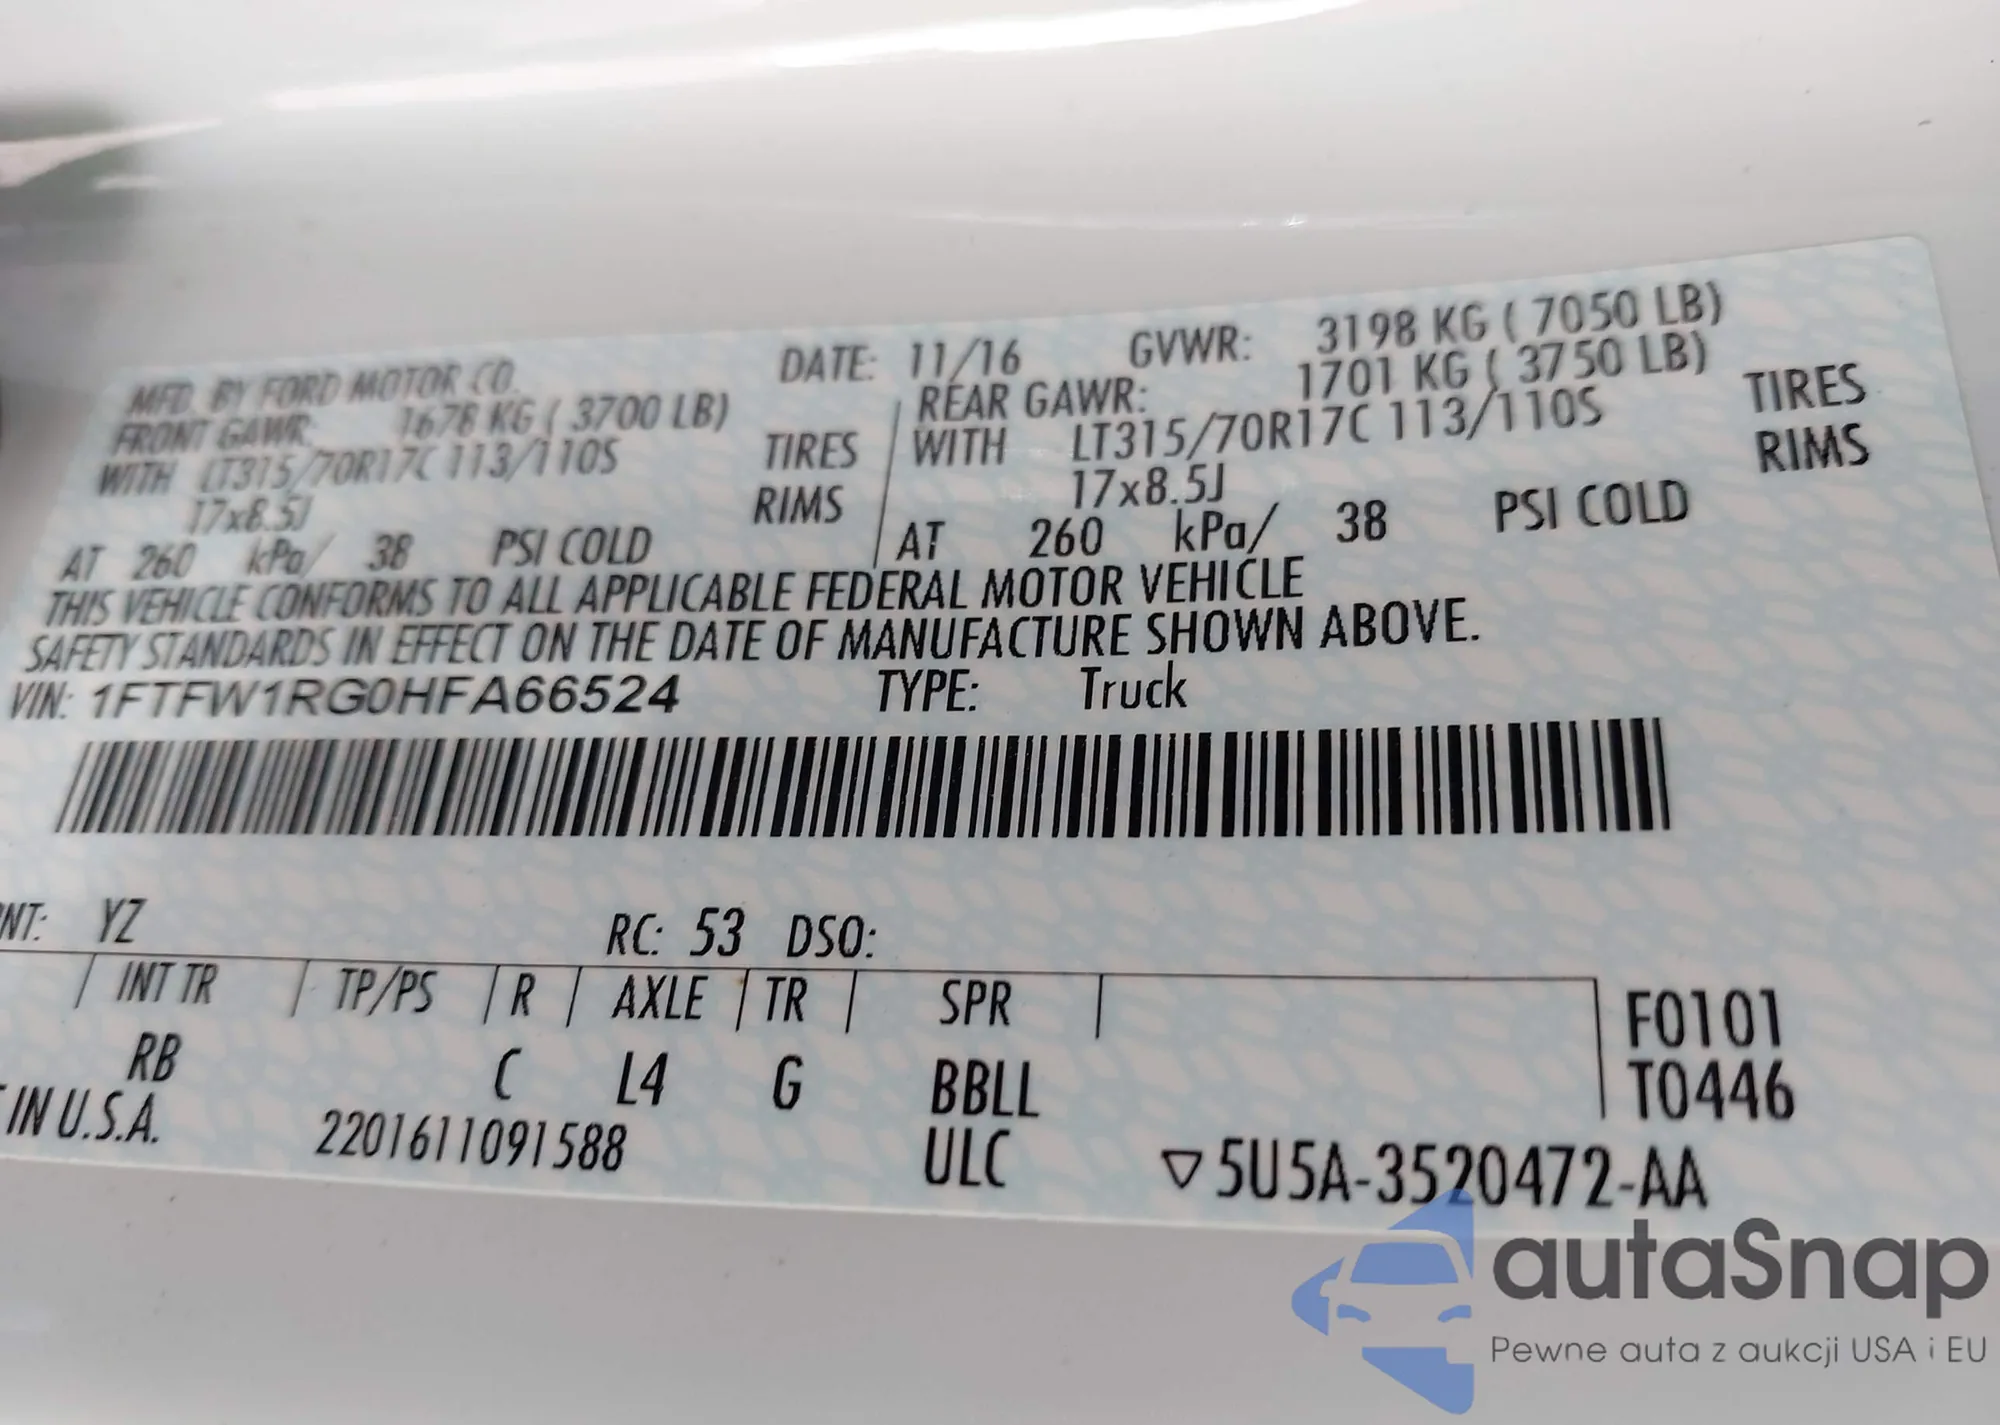 MFD. BY FORD MOTOR CO. DATE: 11/16 GVWR: 3198 KG ( 7050 LB)
FRONT GAWR: 1678 KG ( 3700 LB) REAR GAWR: 1701 KG ( 3750 LB)
WITH LT315/70R17C 113/110S TIRES WITH LT315/70R17C 113/110S TIRES
17x8.5J RIMS 17x8.5J RIMS
AT 260 kPa/ 38 PSI COLD AT 260 kPa/ 38 PSI COLD
THIS VEHICLE CONFORMS TO ALL APPLICABLE FEDERAL MOTOR VEHICLE
SAFETY STANDARDS IN EFFECT ON THE DATE OF MANUFACTURE SHOWN ABOVE.
VIN: 1FTFW1RG0HFA66524 TYPE: Truck
NT: YZ RC: 53 DSO:
INT TR TP/PS R AXLE TR SPR F0101
RB C L4 G BBLL T0446
IN U.S.A. 2201611091588 ULC ▽5U5A-3520472-AA
autaSnap
Pewne auta z aukcji USA i EU